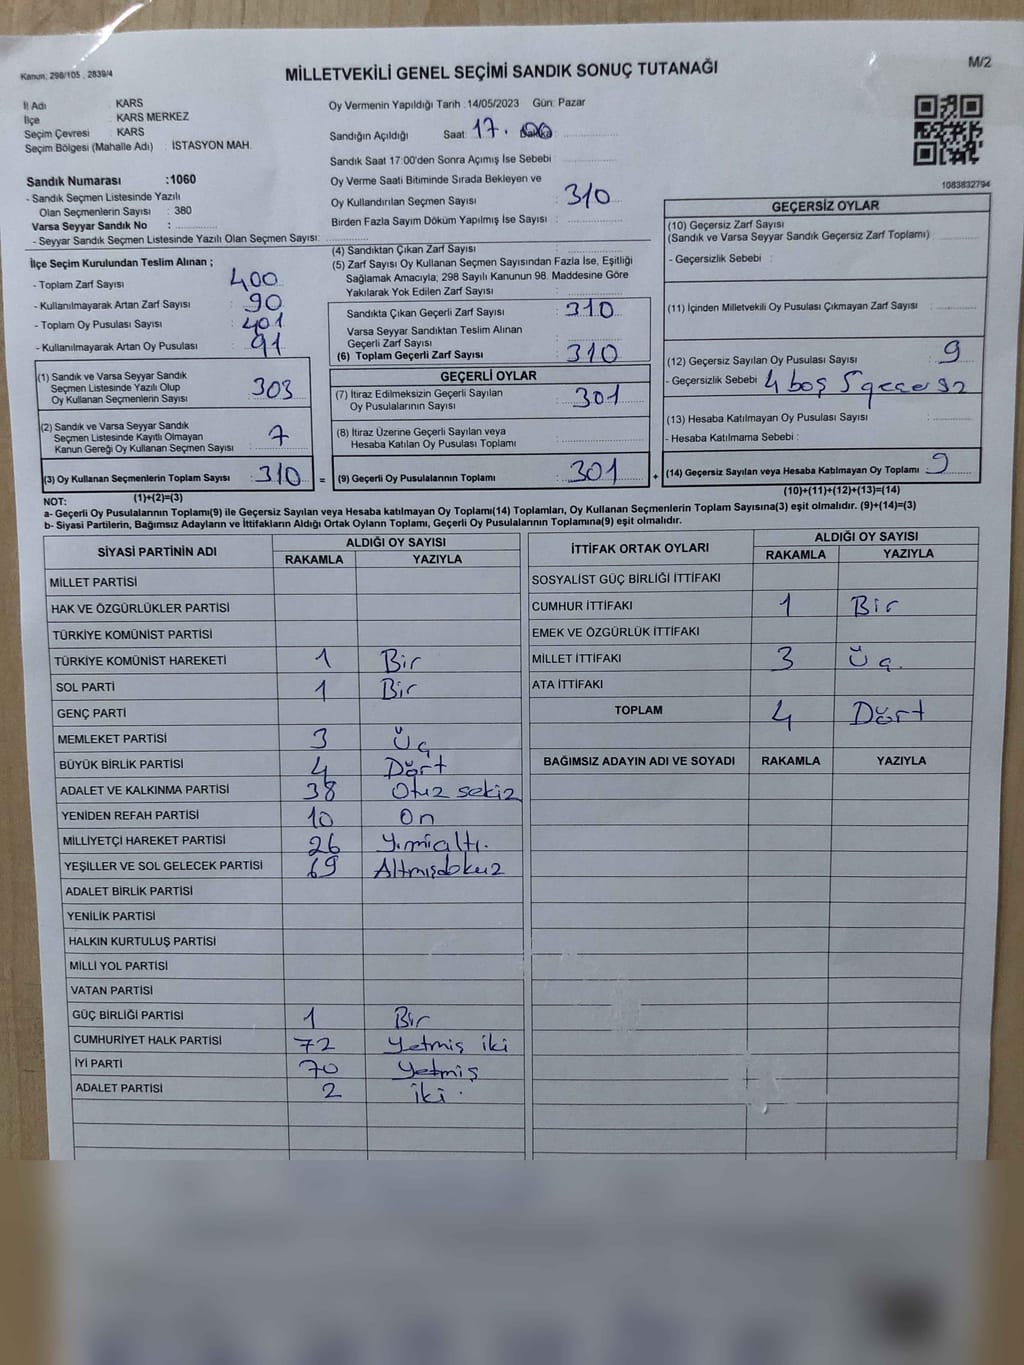 Kanun: 298/105 , 2839/4
MİLLETVEKİLİ GENEL SEÇİMİ SANDIK SONUÇ TUTANAĞI
M/2
İl Adı : KARS
İlçe : KARS MERKEZ
Seçim Çevresi : KARS
Seçim Bölgesi (Mahalle Adı) : İSTASYON MAH.
Sandık Numarası :1060
- Sandık Seçmen Listesinde Yazılı
Olan Seçmenlerin Sayısı : 380
Varsa Seyyar Sandık No :
- Seyyar Sandık Seçmen Listesinde Yazılı Olan Seçmen Sayısı:
Oy Vermenin Yapıldığı Tarih :14/05/2023 Gün: Pazar
Sandığın Açıldığı Saat: 17.00 Dakika:
Sandık Saat 17:00'den Sonra Açımış İse Sebebi :
Oy Verme Saati Bitiminde Sırada Bekleyen ve
Oy Kullandırılan Seçmen Sayısı : 310
Birden Fazla Sayım Döküm Yapılmış İse Sayısı :
1083832794
İlçe Seçim Kurulundan Teslim Alınan ;
- Toplam Zarf Sayısı : 400
- Kullanılmayarak Artan Zarf Sayısı : 90
- Toplam Oy Pusulası Sayısı : 401
- Kullanılmayarak Artan Oy Pusulası : 91
(1) Sandık ve Varsa Seyyar Sandık
Seçmen Listesinde Yazılı Olup
Oy Kullanan Seçmenlerin Sayısı : 303
(2) Sandık ve Varsa Seyyar Sandık
Seçmen Listesinde Kayıtlı Olmayan
Kanun Gereği Oy Kullanan Seçmen Sayısı : 7
(3) Oy Kullanan Seçmenlerin Toplam Sayısı : 310
(1)+(2)=(3)
(4) Sandıktan Çıkan Zarf Sayısı :
(5) Zarf Sayısı Oy Kullanan Seçmen Sayısından Fazla İse, Eşitliği
Sağlamak Amacıyla; 298 Sayılı Kanunun 98. Maddesine Göre
Yakılarak Yok Edilen Zarf Sayısı :
Sandıkta Çıkan Geçerli Zarf Sayısı : 310
Varsa Seyyar Sandıktan Teslim Alınan
Geçerli Zarf Sayısı :
(6) Toplam Geçerli Zarf Sayısı : 310
GEÇERLİ OYLAR
(7) İtiraz Edilmeksizin Geçerli Sayılan
Oy Pusulalarının Sayısı : 301
(8) İtiraz Üzerine Geçerli Sayılan veya
Hesaba Katılan Oy Pusulası Toplamı :
= (9) Geçerli Oy Pusulalarının Toplamı : 301 +
GEÇERSİZ OYLAR
(10) Geçersiz Zarf Sayısı
(Sandık ve Varsa Seyyar Sandık Geçersiz Zarf Toplamı) :
- Geçersizlik Sebebi :
(11) İçinden Milletvekili Oy Pusulası Çıkmayan Zarf Sayısı :
(12) Geçersiz Sayılan Oy Pusulası Sayısı : 9
- Geçersizlik Sebebi : 4 boş 5 geçersiz
(13) Hesaba Katılmayan Oy Pusulası Sayısı :
- Hesaba Katılmama Sebebi :
(14) Geçersiz Sayılan veya Hesaba Katılmayan Oy Toplamı : 9
(10)+(11)+(12)+(13)=(14)
NOT:
a- Geçerli Oy Pusulalarının Toplamı(9) ile Geçersiz Sayılan veya Hesaba katılmayan Oy Toplamı(14) Toplamları, Oy Kullanan Seçmenlerin Toplam Sayısına(3) eşit olmalıdır. (9)+(14)=(3)
b- Siyasi Partilerin, Bağımsız Adayların ve İttifakların Aldığı Ortak Oyların Toplamı, Geçerli Oy Pusulalarının Toplamına(9) eşit olmalıdır.
SİYASİ PARTİNİN ADI ALDIĞI OY SAYISI
RAKAMLA YAZIYLA
MİLLET PARTİSİ
HAK VE ÖZGÜRLÜKLER PARTİSİ
TÜRKİYE KOMÜNİST PARTİSİ
TÜRKİYE KOMÜNİST HAREKETİ 1 Bir
SOL PARTİ 1 Bir
GENÇ PARTİ
MEMLEKET PARTİSİ 3 Üç
BÜYÜK BİRLİK PARTİSİ 4 Dört
ADALET VE KALKINMA PARTİSİ 38 Otuz sekiz
YENİDEN REFAH PARTİSİ 10 On
MİLLİYETÇİ HAREKET PARTİSİ 26 Yirmialtı.
YEŞİLLER VE SOL GELECEK PARTİSİ 69 Altmışdokuz
ADALET BİRLİK PARTİSİ
YENİLİK PARTİSİ
HALKIN KURTULUŞ PARTİSİ
MİLLİ YOL PARTİSİ
VATAN PARTİSİ
GÜÇ BİRLİĞİ PARTİSİ 1 Bir
CUMHURİYET HALK PARTİSİ 72 Yetmiş iki
İYİ PARTİ 70 Yetmiş
ADALET PARTİSİ 2 iki.
İTTİFAK ORTAK OYLARI ALDIĞI OY SAYISI
RAKAMLA YAZIYLA
SOSYALİST GÜÇ BİRLİĞİ İTTİFAKI
CUMHUR İTTİFAKI 1 Bir
EMEK VE ÖZGÜRLÜK İTTİFAKI
MİLLET İTTİFAKI 3 Üç.
ATA İTTİFAKI
TOPLAM 4 Dört
BAĞIMSIZ ADAYIN ADI VE SOYADI RAKAMLA YAZIYLA